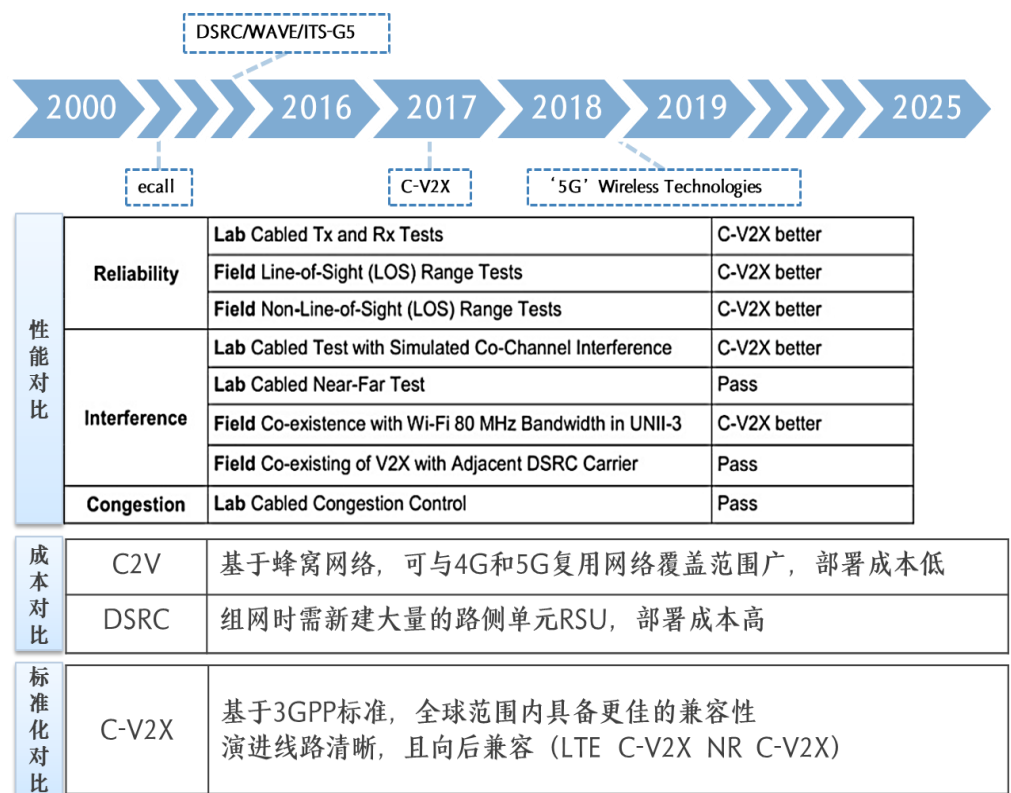 DSRC/WAVE/ITS-G5
2000
2016
2017
2018
2019
2025
ecall
C-V2X
‘5G’ Wireless Technologies
性能对比
Reliability
Lab Cabled Tx and Rx Tests
C-V2X better
Field Line-of-Sight (LOS) Range Tests
C-V2X better
Field Non-Line-of-Sight (LOS) Range Tests
C-V2X better
Interference
Lab Cabled Test with Simulated Co-Channel Interference
C-V2X better
Lab Cabled Near-Far Test
Pass
Field Co-existence with Wi-Fi 80 MHz Bandwidth in UNII-3
C-V2X better
Field Co-existing of V2X with Adjacent DSRC Carrier
Pass
Congestion
Lab Cabled Congestion Control
Pass
成本对比
C2V
基于蜂窝网络，可与4G和5G复用网络覆盖范围广，部署成本低
DSRC
组网时需新建大量的路侧单元RSU，部署成本高
标准化对比
C-V2X
基于3GPP标准，全球范围内具备更佳的兼容性
演进线路清晰，且向后兼容（LTE C-V2X NR C-V2X）